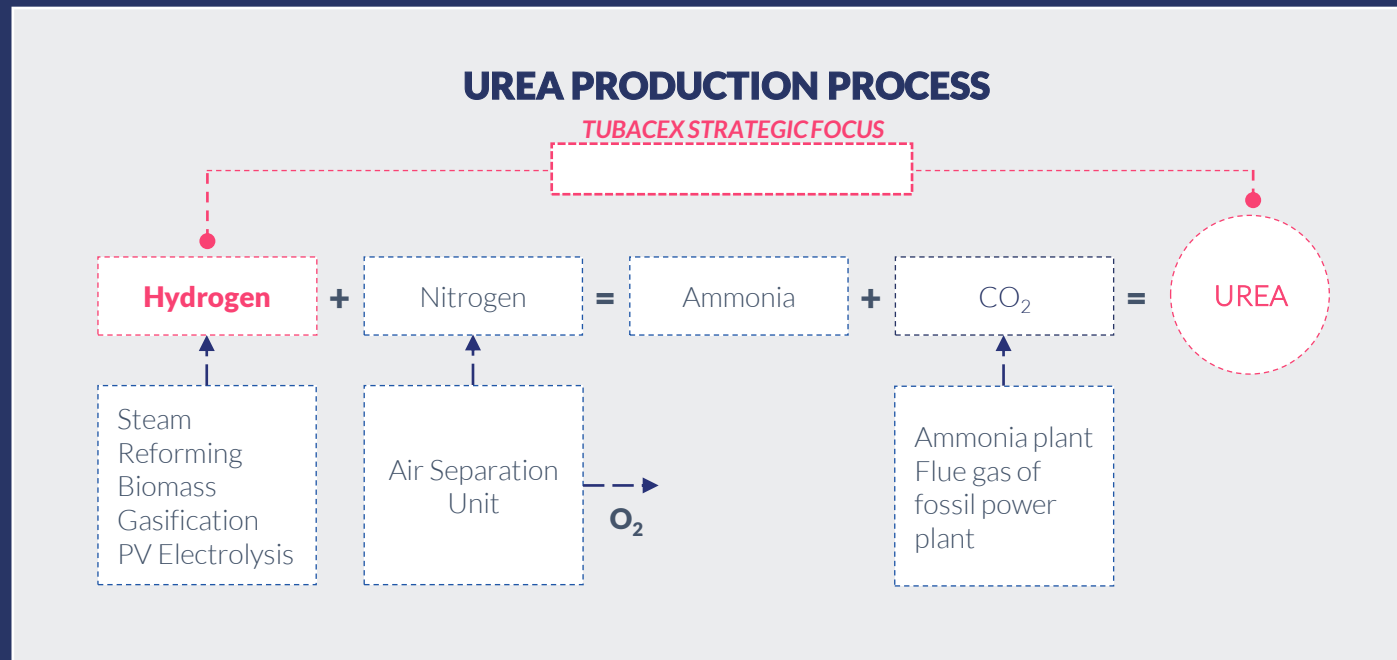 UREA PRODUCTION PROCESS
TUBACEX STRATEGIC FOCUS
Hydrogen + Nitrogen = Ammonia + CO₂ = UREA
Steam
Reforming
Biomass
Gasification
PV Electrolysis
Air Separation
Unit
O₂
Ammonia plant
Flue gas of
fossil power
plant